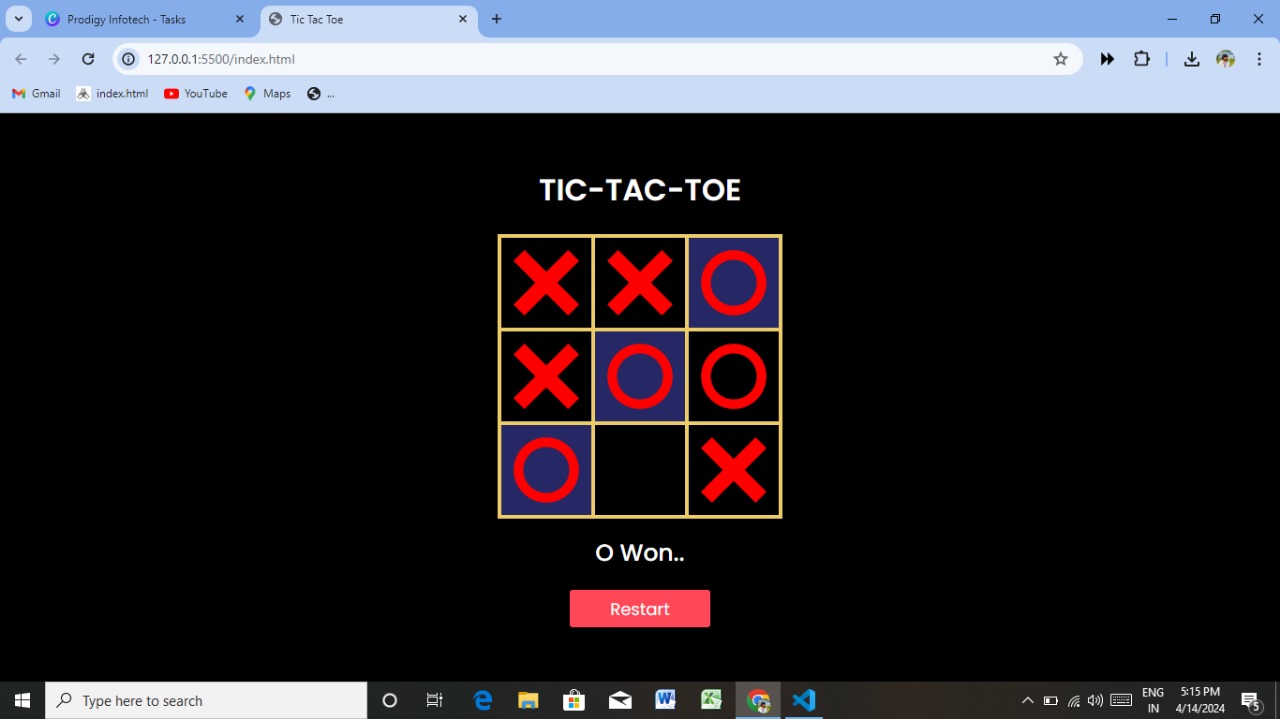 Prodigy Infotech - Tasks
Tic Tac Toe
127.0.0.1:5500/index.html
Gmail
index.html
YouTube
Maps
...
TIC-TAC-TOE
O Won..
Restart
Type here to search
ENG
IN
5:15 PM
4/14/2024
5